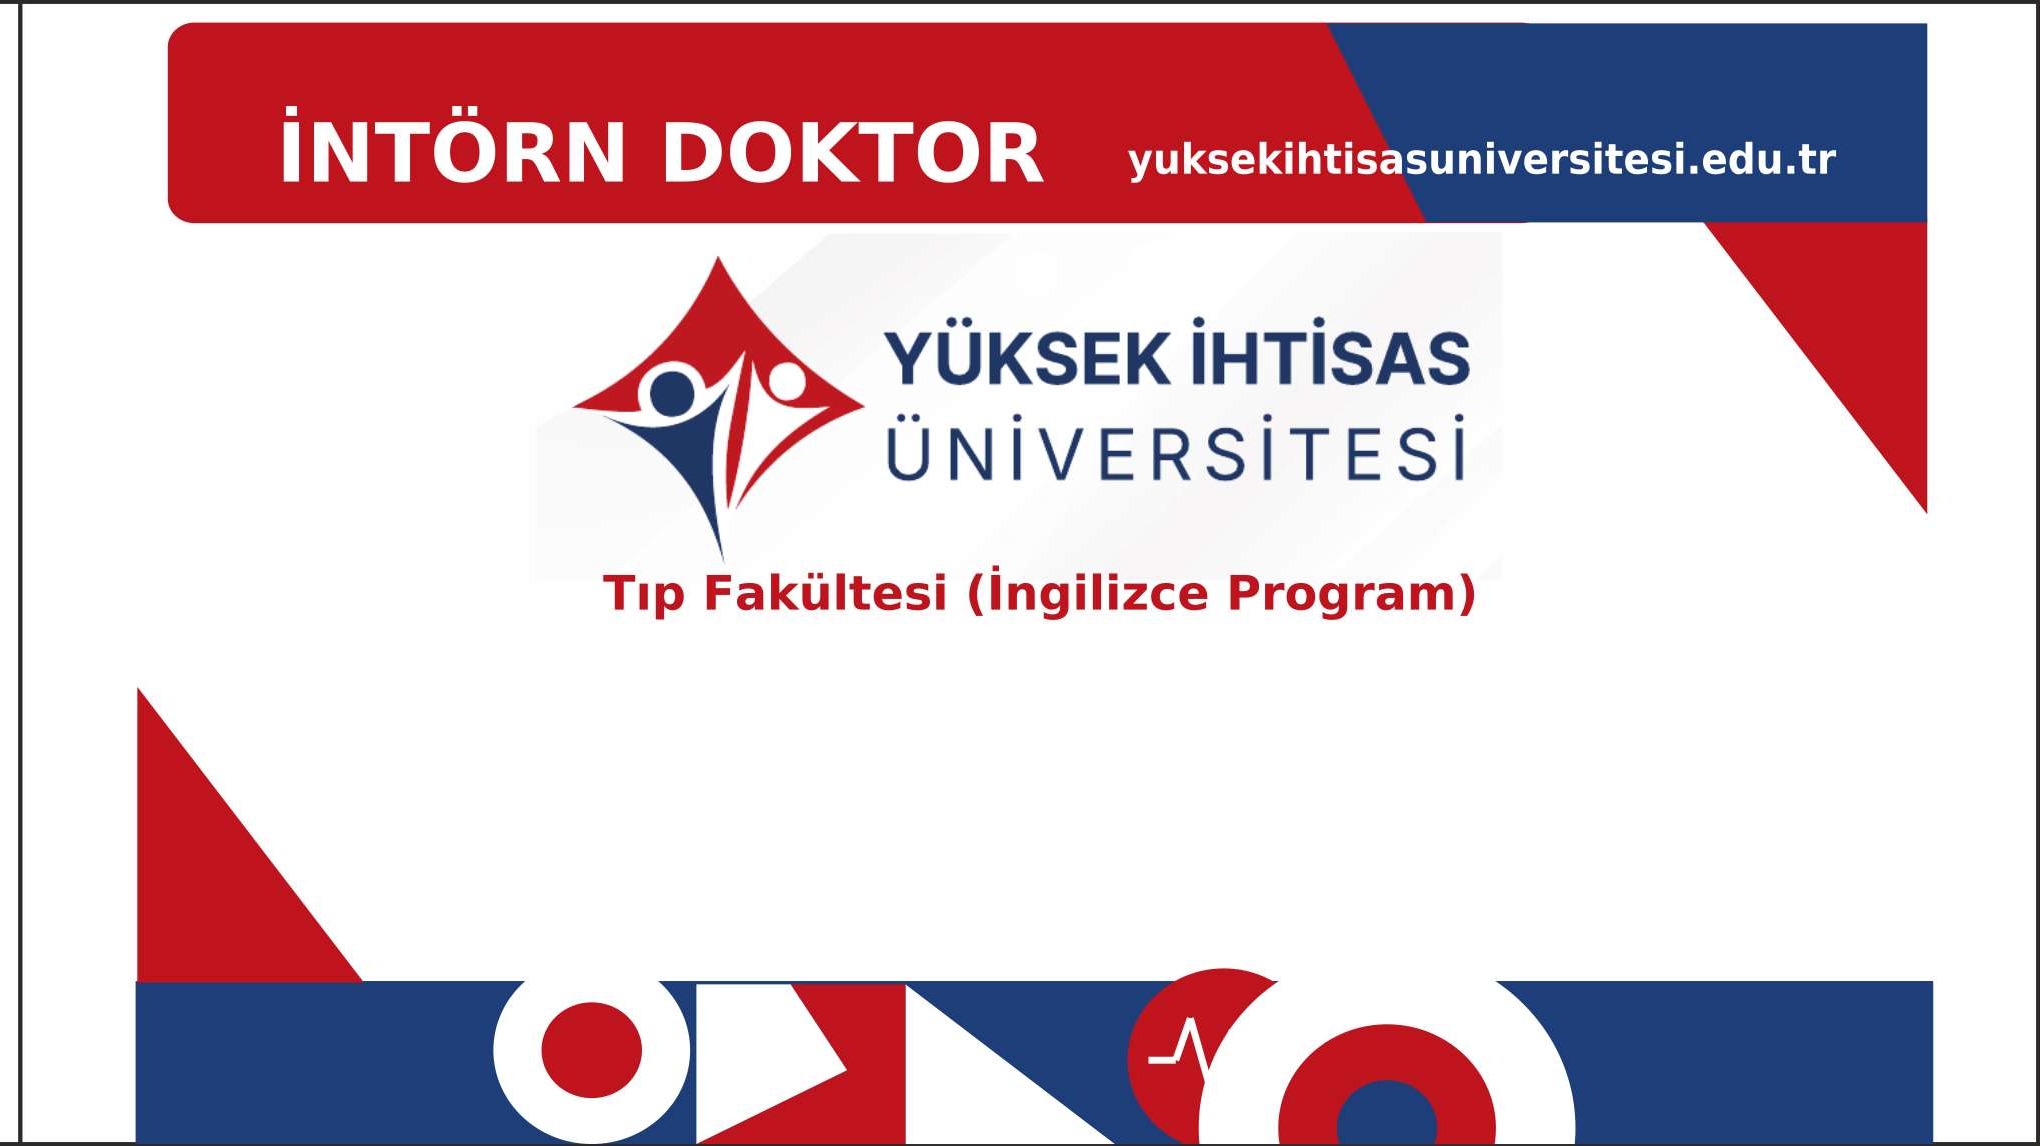 İNTÖRN DOKTOR
yuksekihtisasuniversitesi.edu.tr
YÜKSEK İHTİSAS
ÜNİVERSİTESİ
Tıp Fakültesi (İngilizce Program)